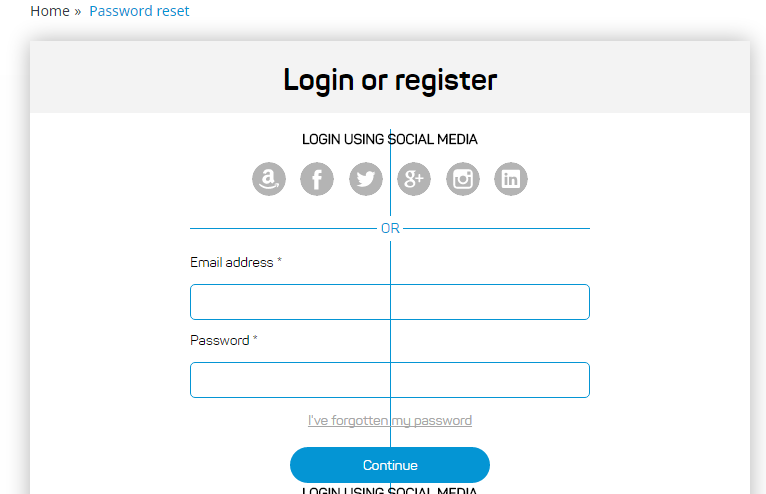 Home » Password reset
Login or register
LOGIN USING SOCIAL MEDIA
OR
Email address *
Password *
I've forgotten my password
Continue
LOGIN USING SOCIAL MEDIA